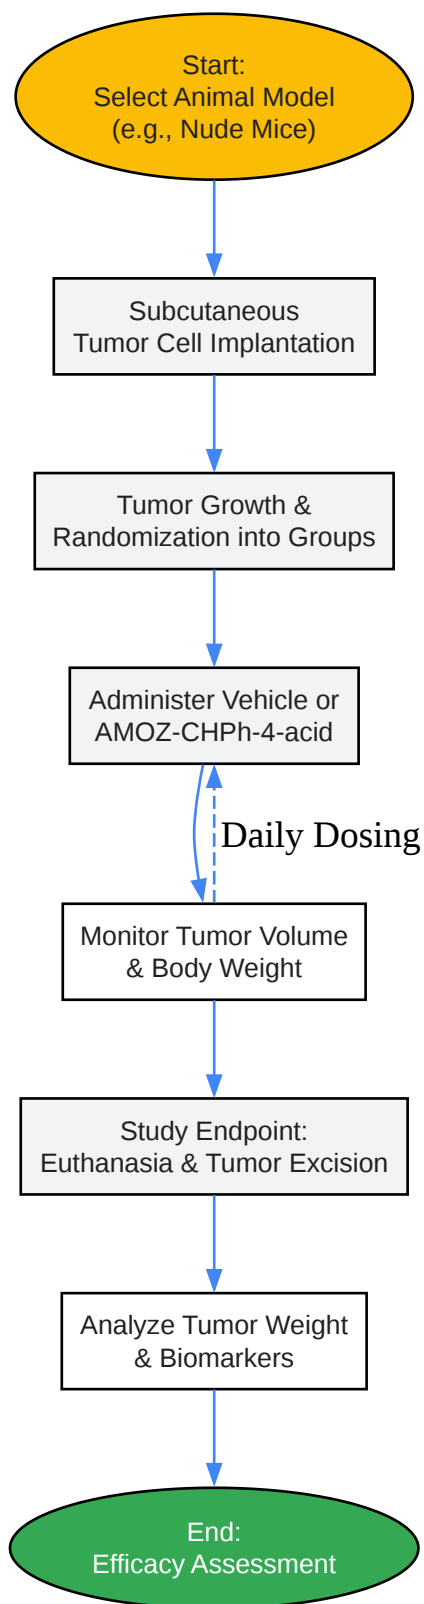 Start:
Select Animal Model
(e.g., Nude Mice)
Subcutaneous
Tumor Cell Implantation
Tumor Growth &
Randomization into Groups
Administer Vehicle or
AMOZ-CHPh-4-acid
Daily Dosing
Monitor Tumor Volume
& Body Weight
Study Endpoint:
Euthanasia & Tumor Excision
Analyze Tumor Weight
& Biomarkers
End:
Efficacy Assessment